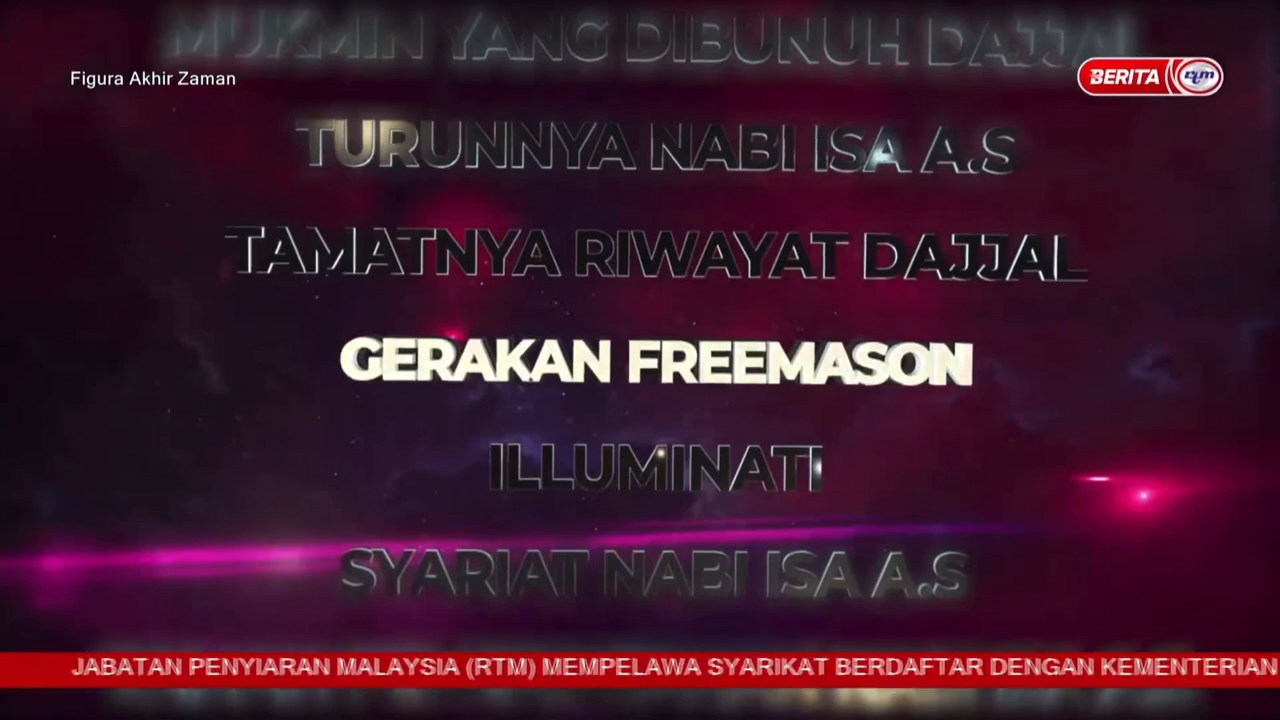 MUKMIN YANG DIBUNUH DAJJAL
Figura Akhir Zaman
BERITA rtm
TURUNNYA NABI ISA A.S
TAMATNYA RIWAYAT DAJJAL
GERAKAN FREEMASON
ILLUMINATI
SYARIAT NABI ISA A.S
JABATAN PENYIARAN MALAYSIA (RTM) MEMPELAWA SYARIKAT BERDAFTAR DENGAN KEMENTERIAN